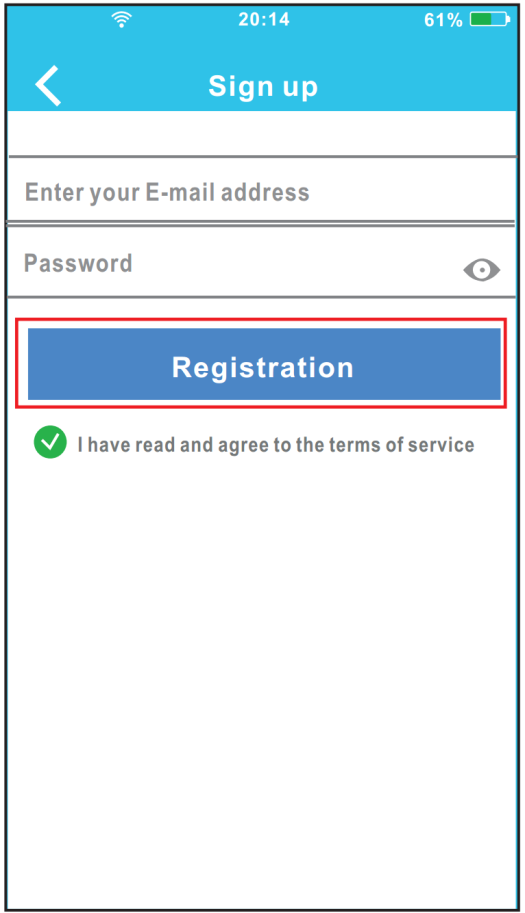 20:14 61%
Sign up
Enter your E-mail address
Password
Registration
I have read and agree to the terms of service